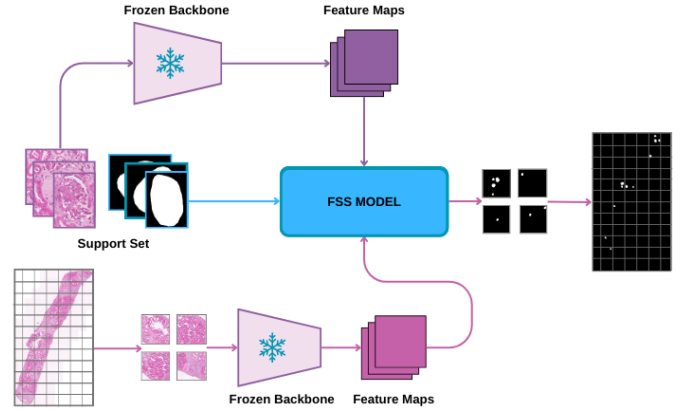 Frozen Backbone
Feature Maps
FSS MODEL
Support Set
Frozen Backbone
Feature Maps